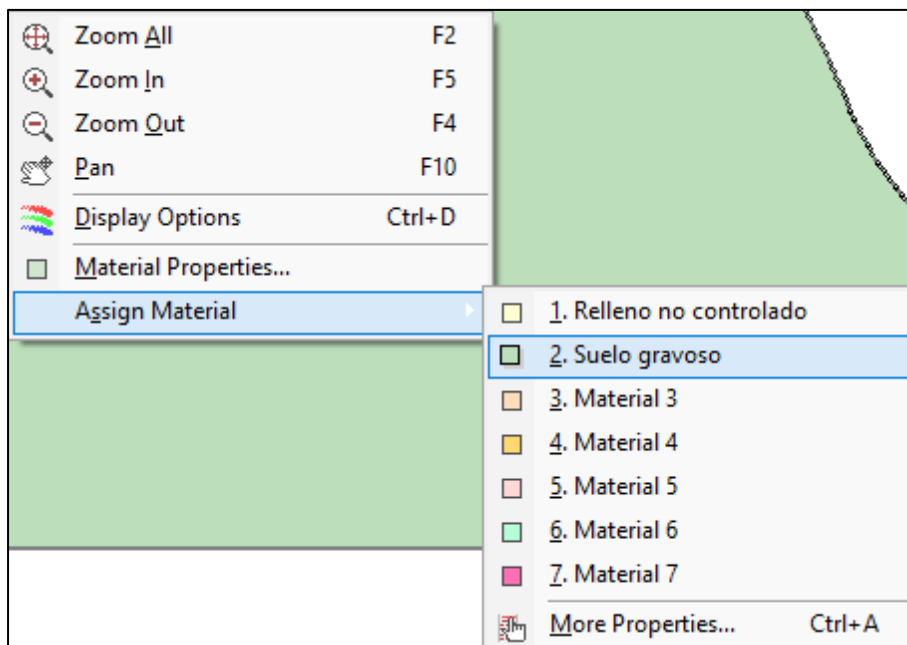 Zoom All F2
Zoom In F5
Zoom Out F4
Pan F10
Display Options Ctrl+D
Material Properties...
Assign Material
1. Relleno no controlado
2. Suelo gravoso
3. Material 3
4. Material 4
5. Material 5
6. Material 6
7. Material 7
More Properties... Ctrl+A